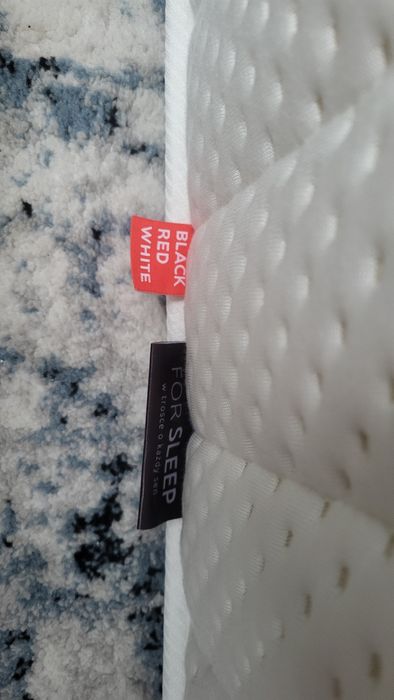 BLACK
RED
WHITE
FOR SLEEP
w trosce o każdy sen